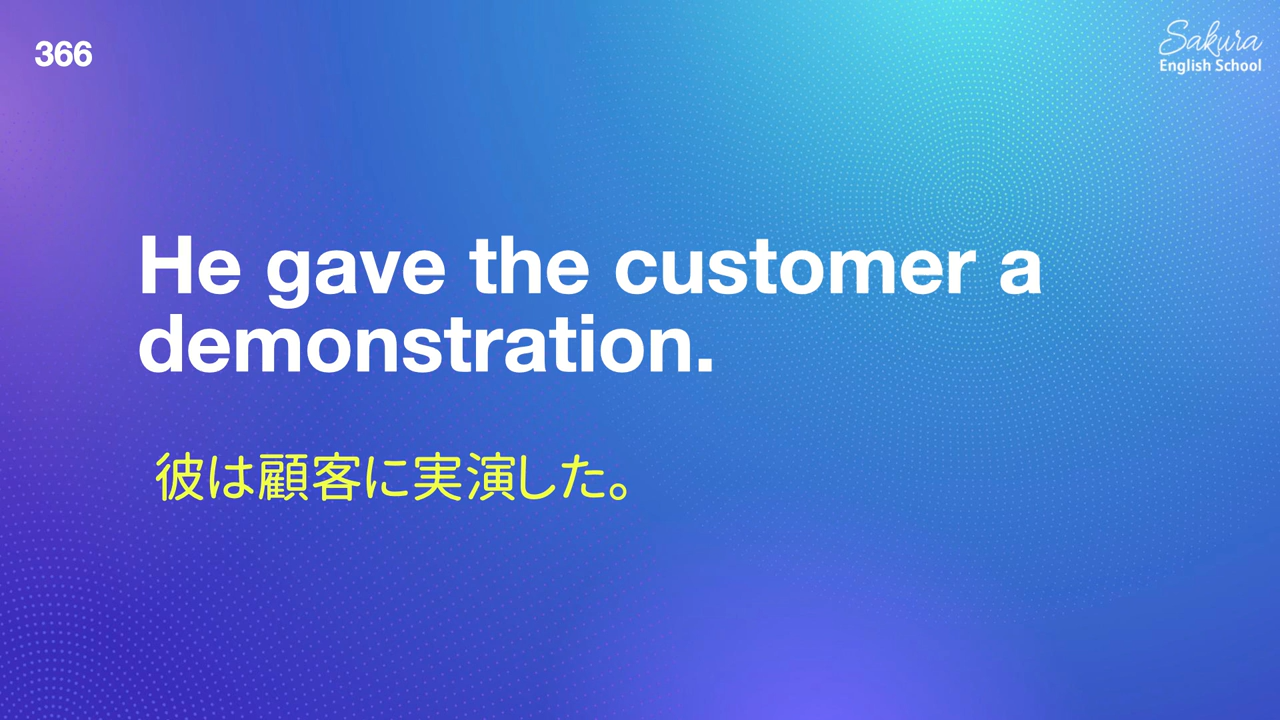 366
Sakura
English School
He gave the customer a
demonstration.
彼は顧客に実演した。